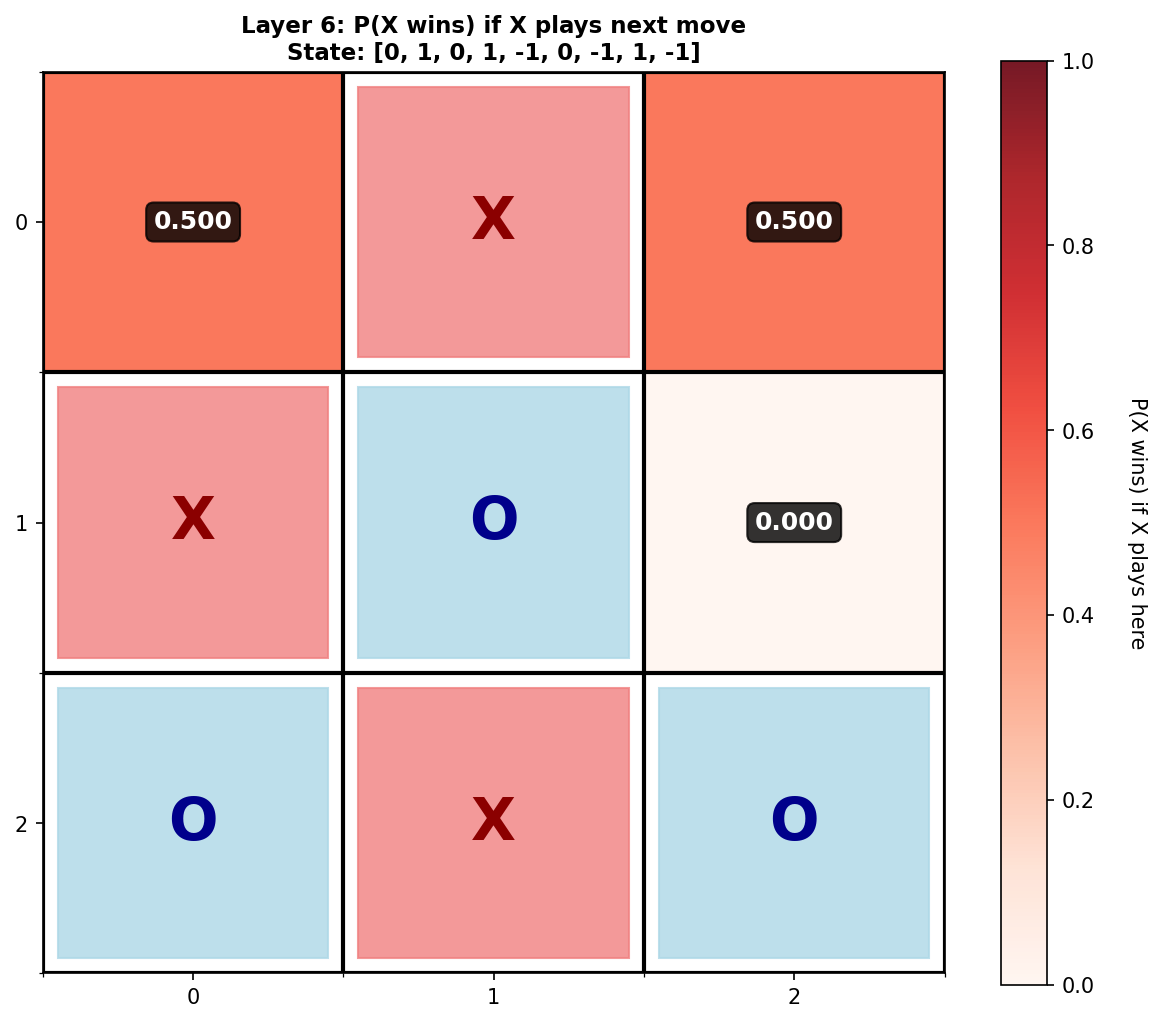 Layer 6: P(X wins) if X plays next move
State: [0, 1, 0, 1, -1, 0, -1, 1, -1]
0.500 X 0.500
X O 0.000
O X O
0
1
2
0 1 2
1.0
0.8
0.6
0.4
0.2
0.0
P(X wins) if X plays here